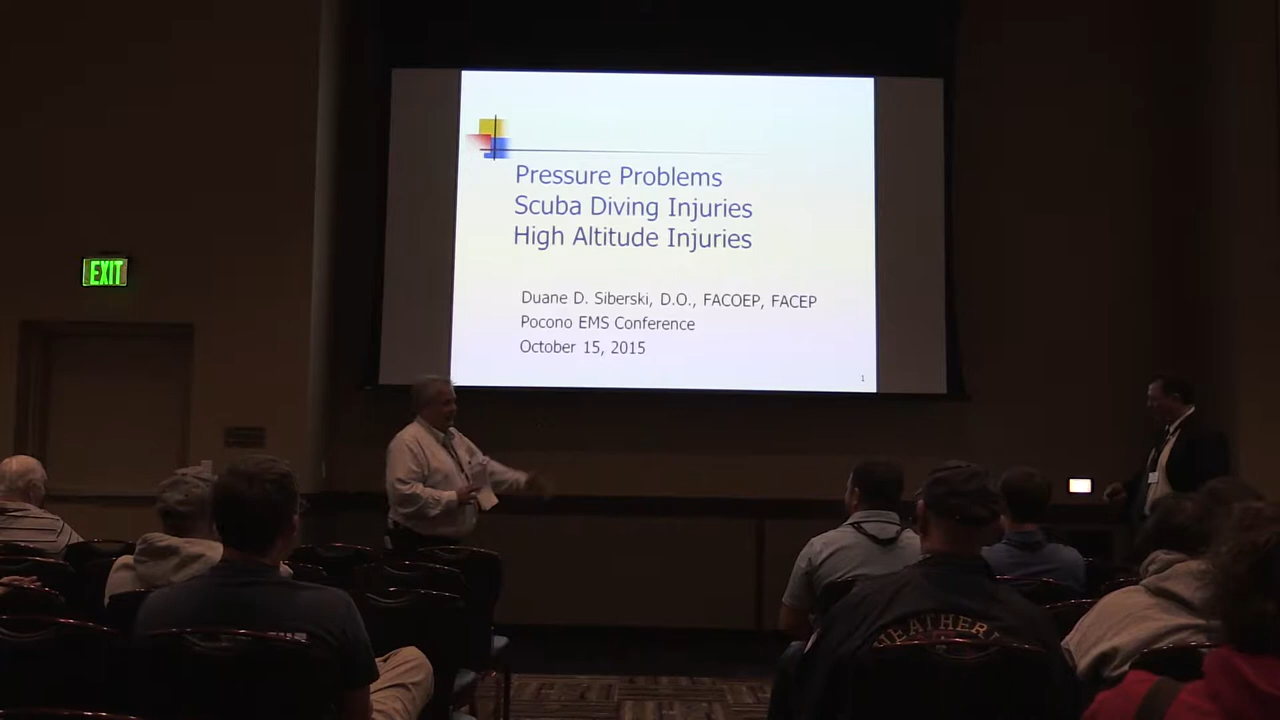 Pressure Problems
Scuba Diving Injuries
High Altitude Injuries
Duane D. Siberski, D.O., FACOEP, FACEP
Pocono EMS Conference
October 15, 2015
1
EXIT